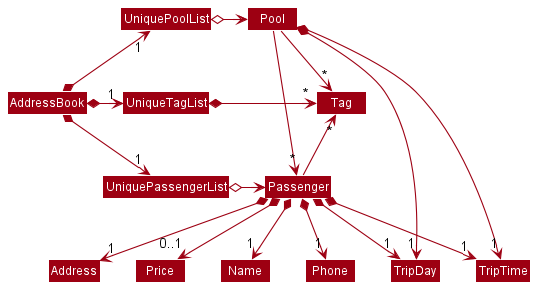 UniquePoolList
Pool
1
*
AddressBook
1
UniqueTagList
*
Tag
*
1
*
UniquePassengerList
Passenger
1
0..1
1
1
1
1
1
1
Address
Price
Name
Phone
TripDay
TripTime